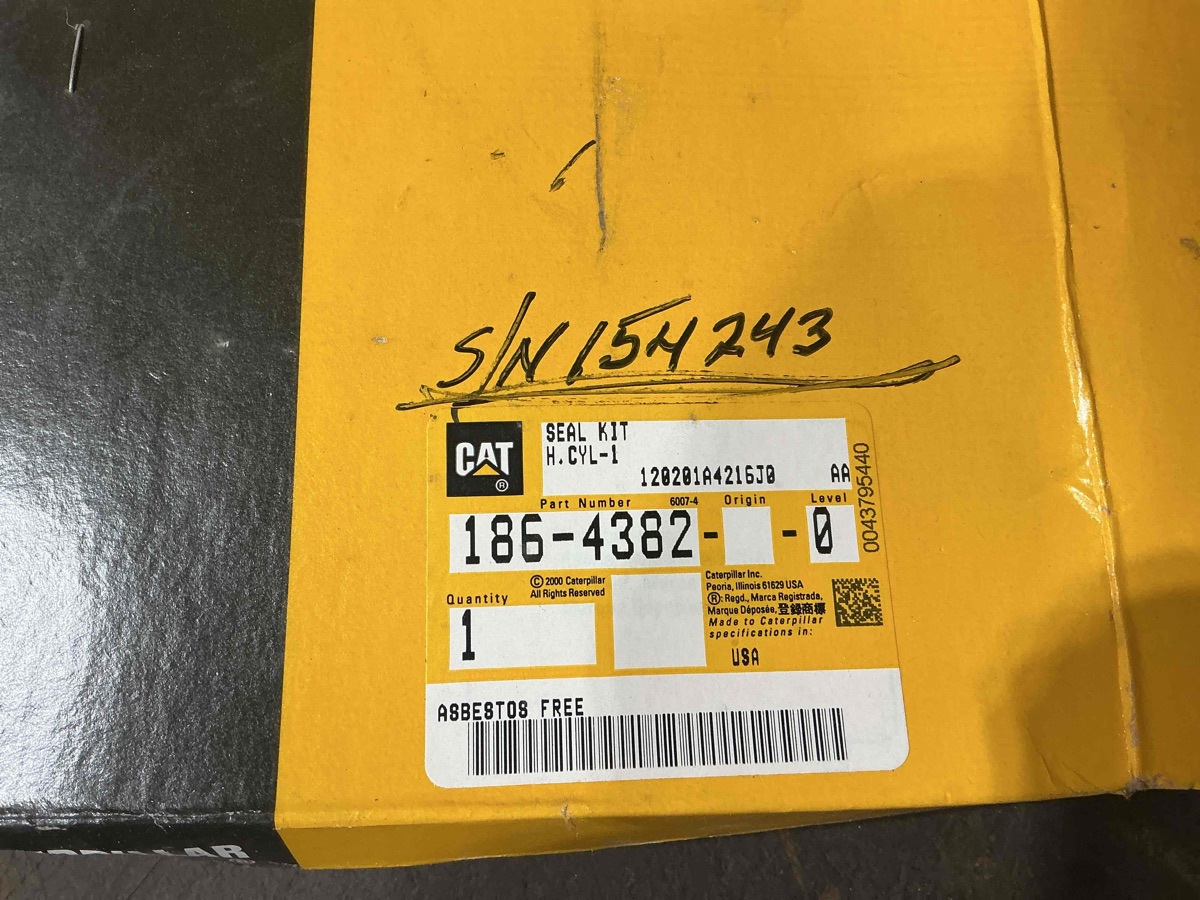 S/N 154243
CAT ®
SEAL KIT
H.CYL-1
120201A4216J0 AA
0043795440
Part Number 6007-4 Origin Level
186-4382- -0
© 2000 Caterpillar
All Rights Reserved
Quantity
1
Caterpillar Inc.
Peoria, Illinois 61629 USA
®: Regd., Marca Registrada,
Marque Déposée, 登録商標
Made to Caterpillar
specifications in:
USA
ASBESTOS FREE